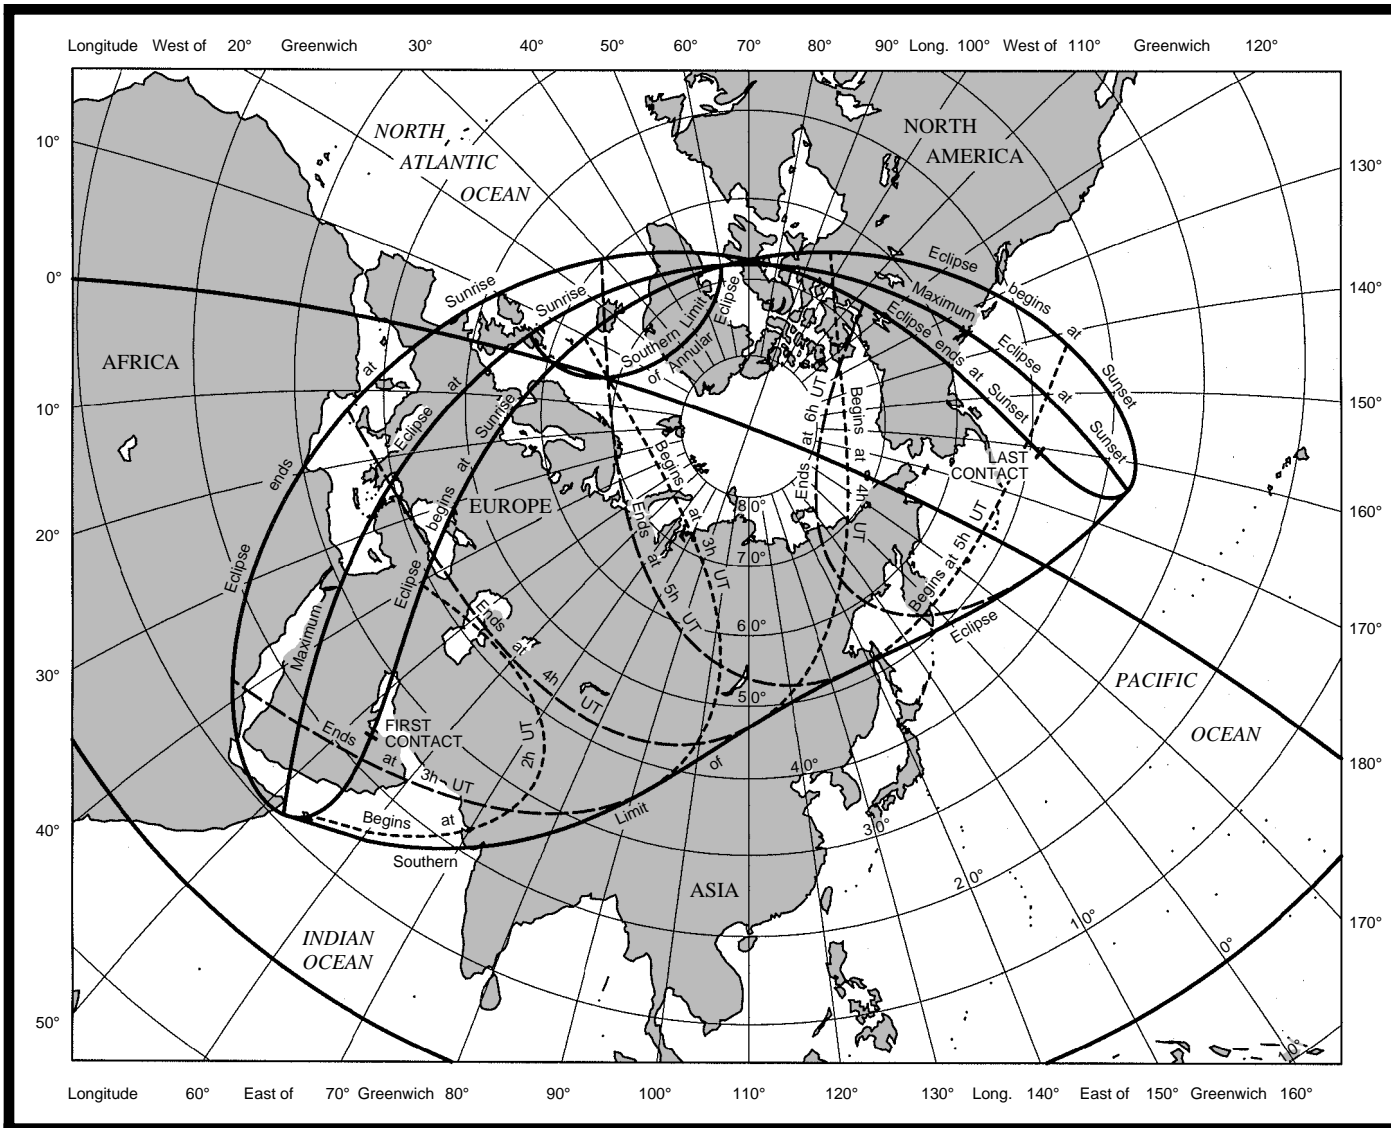 Longitude West of 20° Greenwich 30° 40° 50° 60° 70° 80° 90° Long. 100° West of 110° Greenwich 120°
10°
0°
10°
20°
30°
40°
50°
130°
140°
150°
160°
170°
180°
170°
NORTH
ATLANTIC
OCEAN
NORTH
AMERICA
AFRICA
EUROPE
ASIA
INDIAN
OCEAN
PACIFIC
OCEAN
Eclipse ends at Sunrise
Maximum Eclipse at Sunrise
Eclipse begins at Sunrise
Southern Limit
of Annular Eclipse
Eclipse begins at Sunset
Maximum Eclipse at Sunset
Eclipse ends at Sunset
LAST
CONTACT
FIRST
CONTACT
Begins at 2h UT
Begins at 3h UT
Begins at 4h UT
Begins at 5h UT
Ends at 3h UT
Ends at 4h UT
Ends at 5h UT
Ends at 6h UT
Southern Limit of Eclipse
80°
70°
60°
50°
40°
30°
20°
10°
0°
10°
Longitude 60° East of 70° Greenwich 80° 90° 100° 110° 120° 130° Long. 140° East of 150° Greenwich 160°